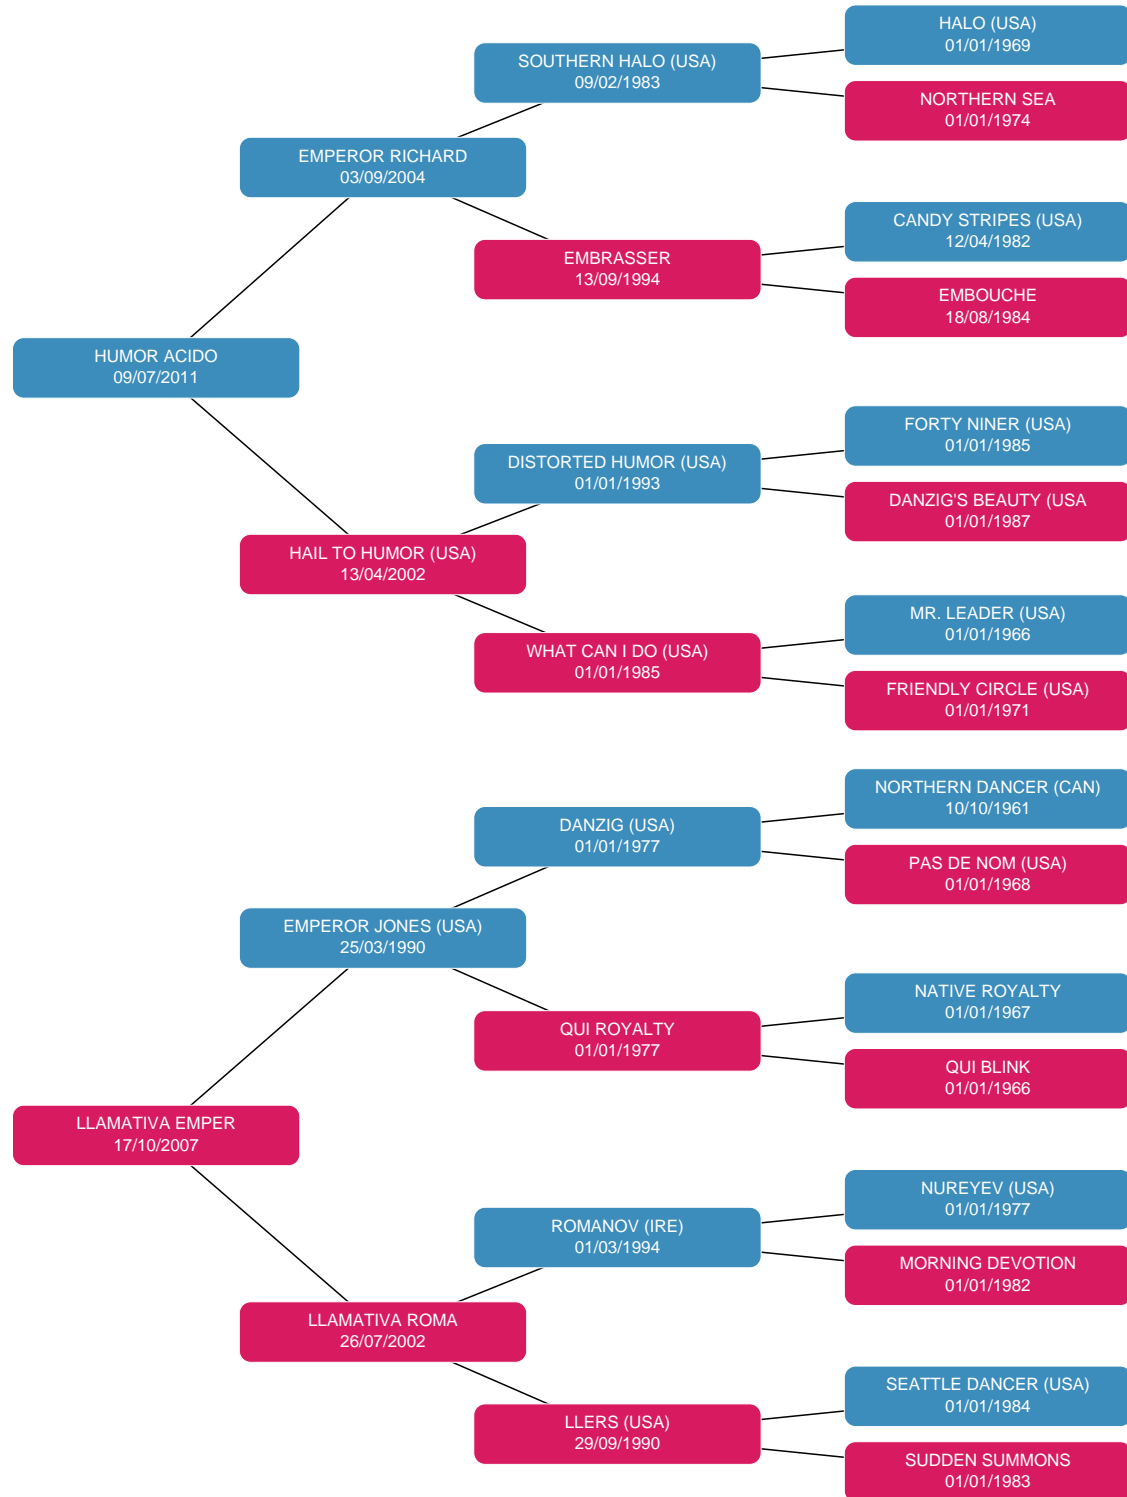 HALO (USA)
01/01/1969
SOUTHERN HALO (USA)
09/02/1983
NORTHERN SEA
01/01/1974
EMPEROR RICHARD
03/09/2004
CANDY STRIPES (USA)
12/04/1982
EMBRASSER
13/09/1994
EMBOUCHE
18/08/1984
HUMOR ACIDO
09/07/2011
FORTY NINER (USA)
01/01/1985
DISTORTED HUMOR (USA)
01/01/1993
DANZIG'S BEAUTY (USA
01/01/1987
HAIL TO HUMOR (USA)
13/04/2002
MR. LEADER (USA)
01/01/1966
WHAT CAN I DO (USA)
01/01/1985
FRIENDLY CIRCLE (USA)
01/01/1971
NORTHERN DANCER (CAN)
10/10/1961
DANZIG (USA)
01/01/1977
PAS DE NOM (USA)
01/01/1968
EMPEROR JONES (USA)
25/03/1990
NATIVE ROYALTY
01/01/1967
QUI ROYALTY
01/01/1977
QUI BLINK
01/01/1966
LLAMATIVA EMPER
17/10/2007
NUREYEV (USA)
01/01/1977
ROMANOV (IRE)
01/03/1994
MORNING DEVOTION
01/01/1982
LLAMATIVA ROMA
26/07/2002
SEATTLE DANCER (USA)
01/01/1984
LLERS (USA)
29/09/1990
SUDDEN SUMMONS
01/01/1983